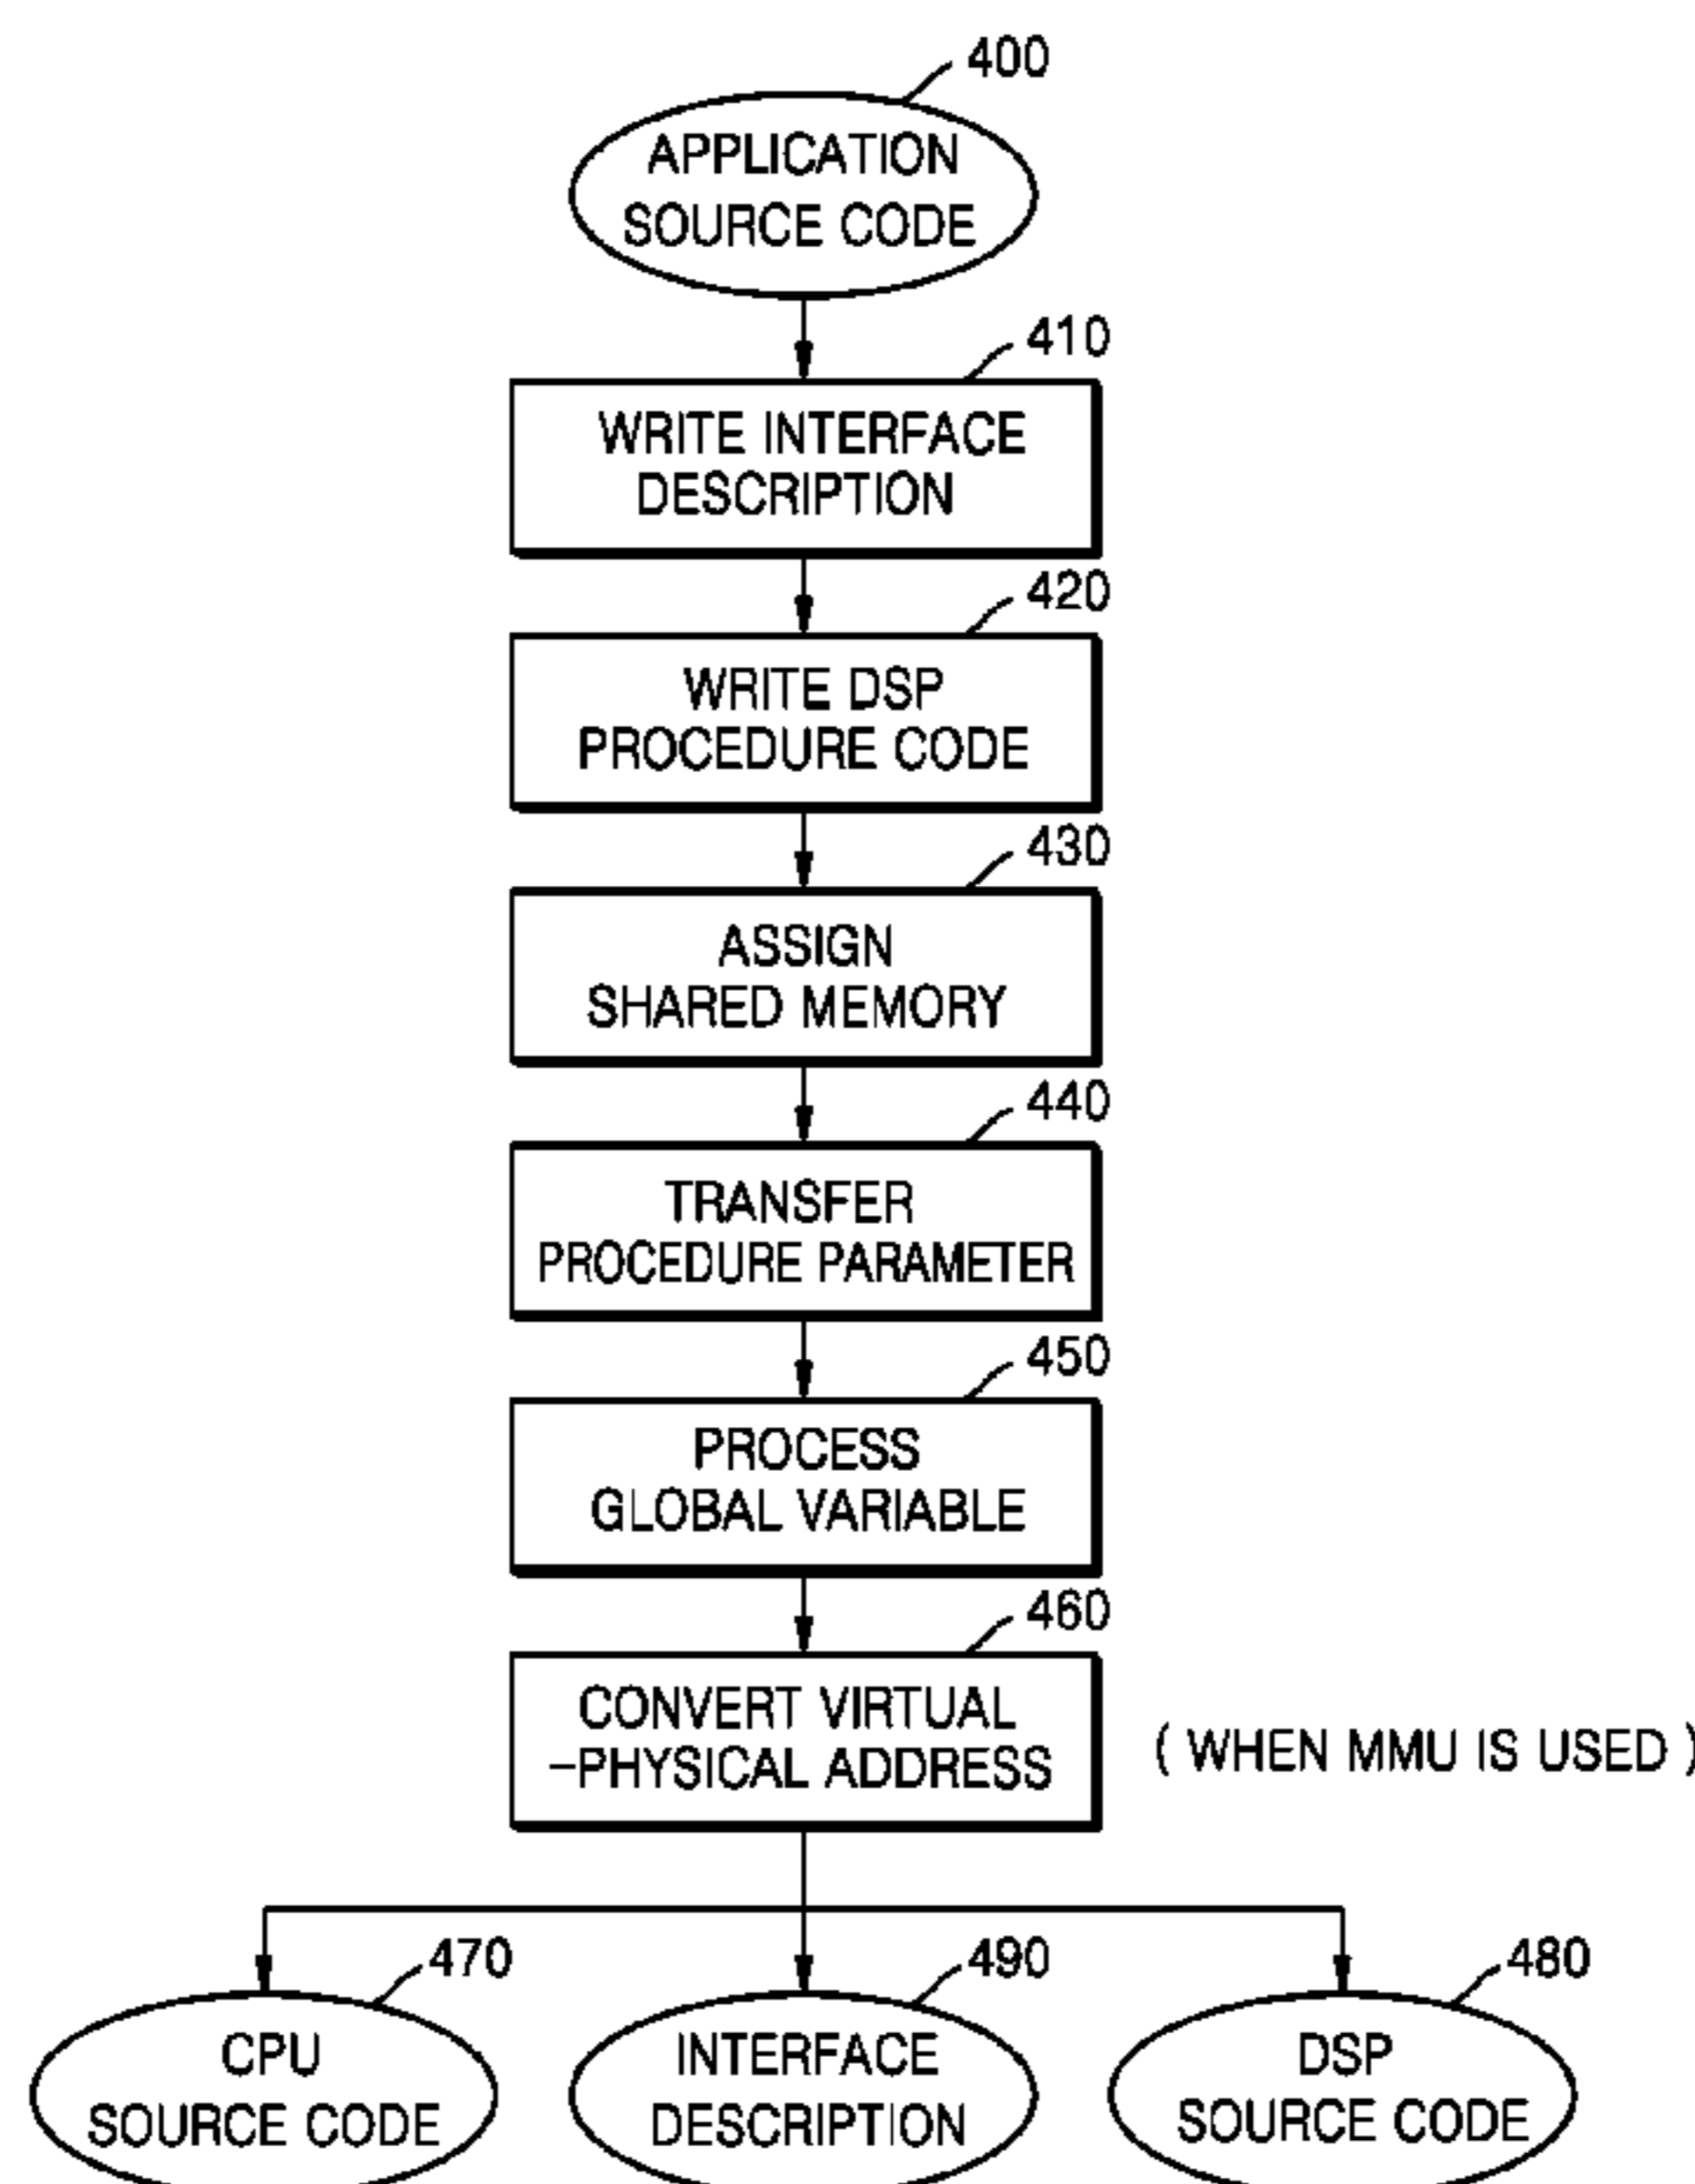 400
APPLICATION
SOURCE CODE
410
WRITE INTERFACE
DESCRIPTION
420
WRITE DSP
PROCEDURE CODE
430
ASSIGN
SHARED MEMORY
440
TRANSFER
PROCEDURE PARAMETER
450
PROCESS
GLOBAL VARIABLE
460
CONVERT VIRTUAL
-PHYSICAL ADDRESS
( WHEN MMU IS USED )
470
CPU
SOURCE CODE
490
INTERFACE
DESCRIPTION
480
DSP
SOURCE CODE